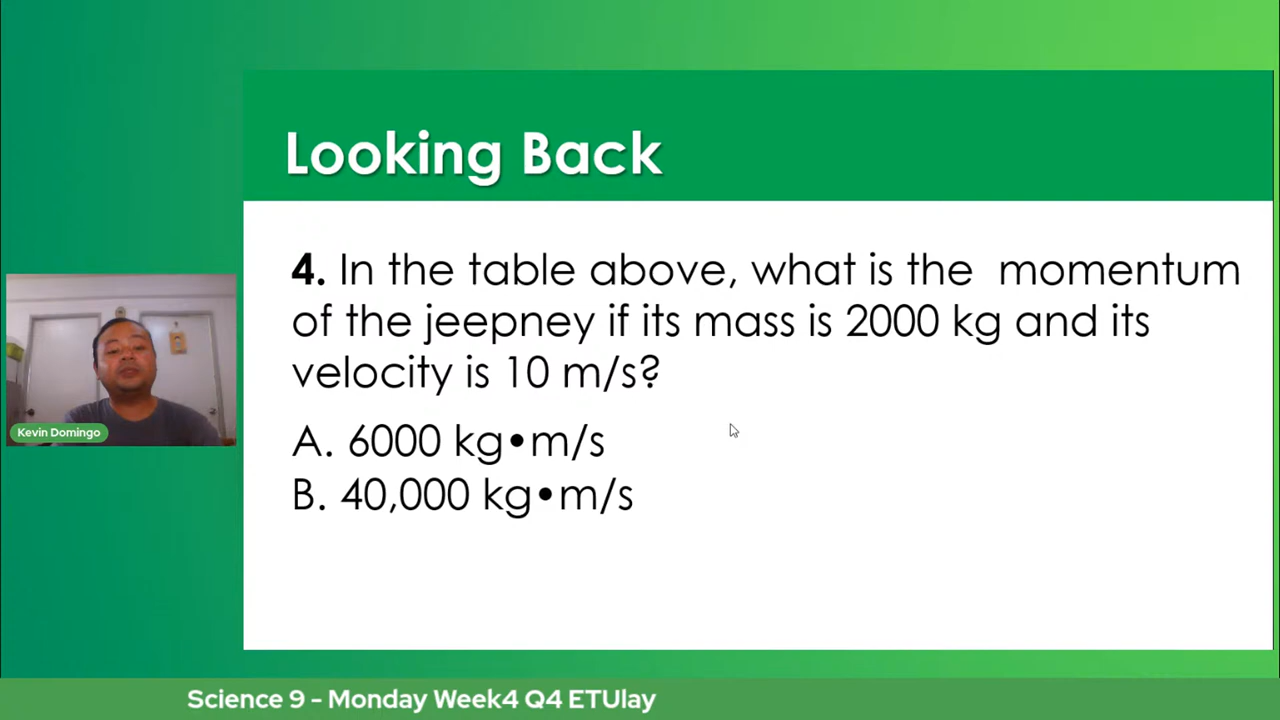 Looking Back
4. In the table above, what is the momentum
of the jeepney if its mass is 2000 kg and its
velocity is 10 m/s?
A. 6000 kg•m/s
B. 40,000 kg•m/s
Kevin Domingo
Science 9 - Monday Week4 Q4 ETUlay